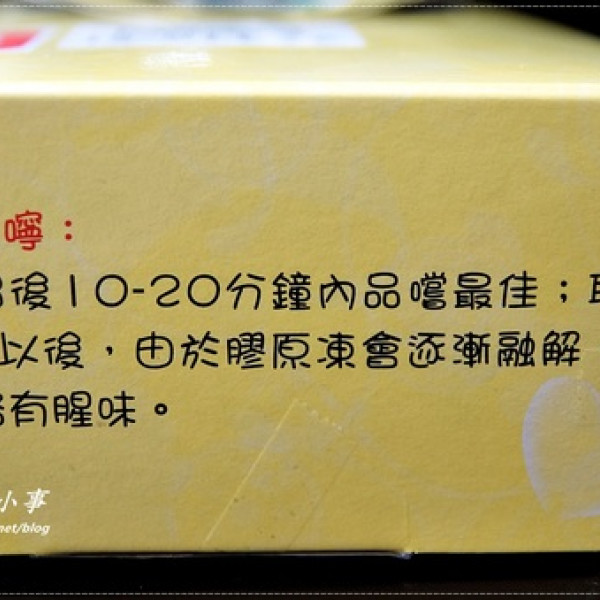 嚀：
後10-20分鐘內品嚐最佳；
以後，由於膠原凍會逐漸融解
有腥味。
小事
net/blog